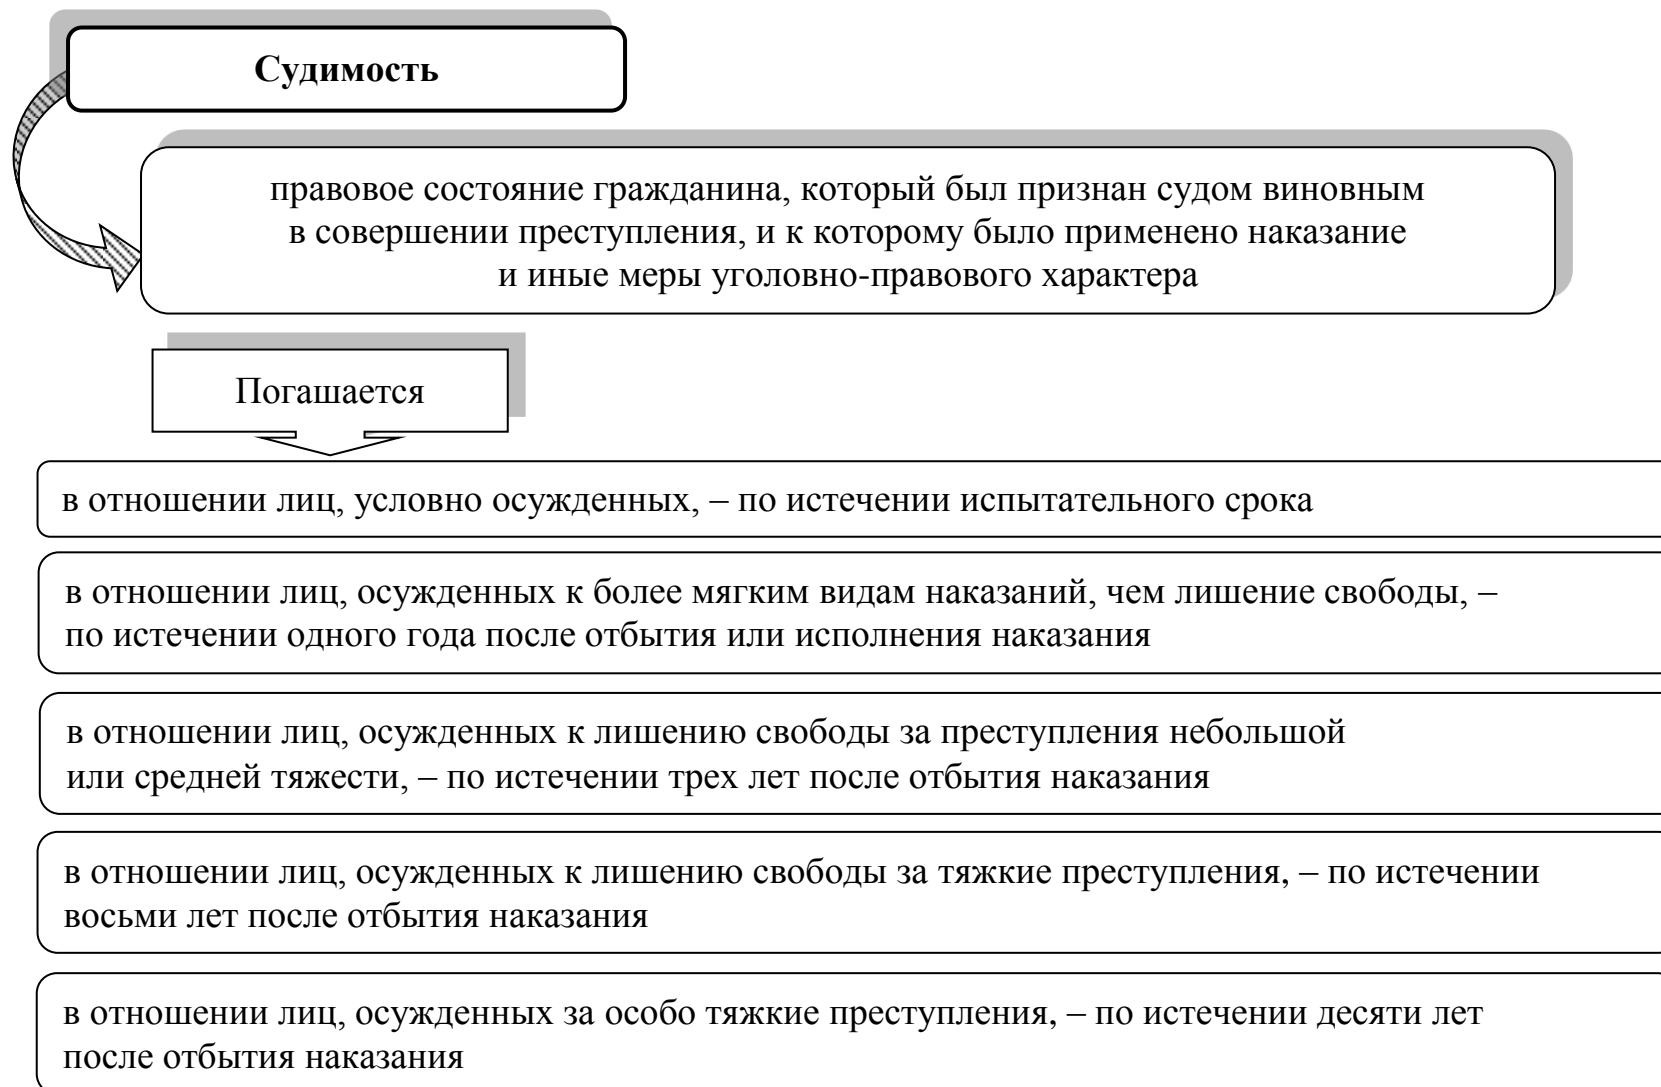 Судимость
правовое состояние гражданина, который был признан судом виновным
в совершении преступления, и к которому было применено наказание
и иные меры уголовно-правового характера
Погашается
в отношении лиц, условно осужденных, – по истечении испытательного срока
в отношении лиц, осужденных к более мягким видам наказаний, чем лишение свободы, –
по истечении одного года после отбытия или исполнения наказания
в отношении лиц, осужденных к лишению свободы за преступления небольшой
или средней тяжести, – по истечении трех лет после отбытия наказания
в отношении лиц, осужденных к лишению свободы за тяжкие преступления, – по истечении
восьми лет после отбытия наказания
в отношении лиц, осужденных за особо тяжкие преступления, – по истечении десяти лет
после отбытия наказания